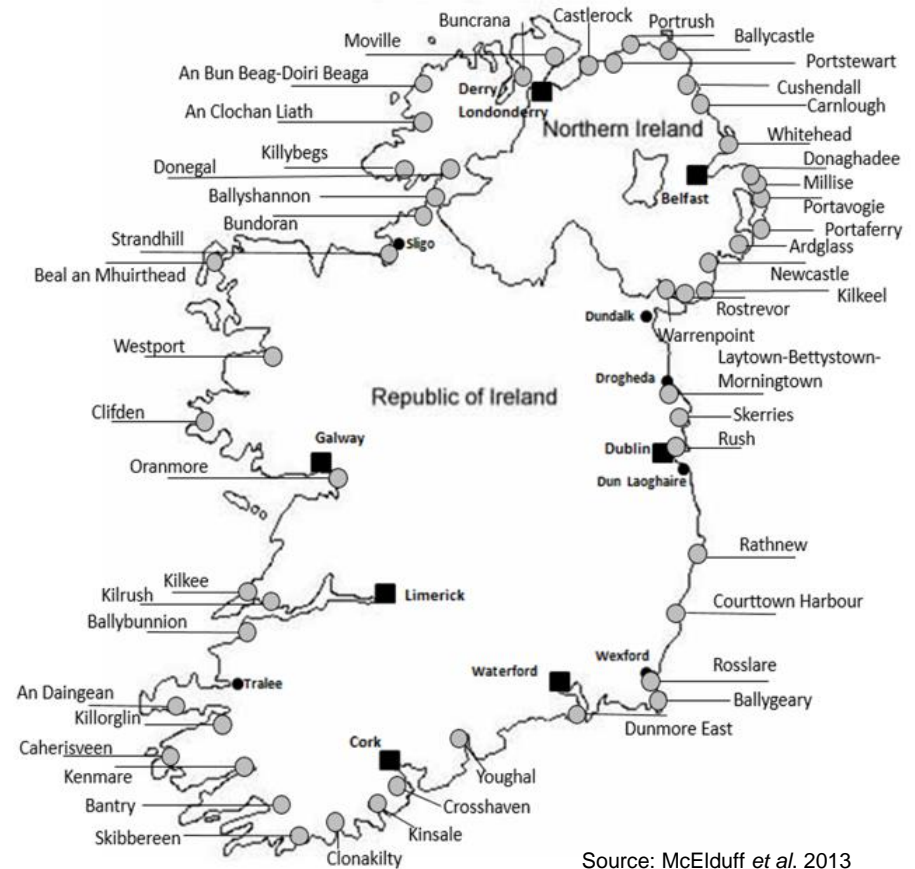 Castlerock
Portrush
Buncrana
Ballycastle
Moville
Portstewart
An Bun Beag-Doiri Beaga
Derry
Cushendall
Londonderry
Carnlough
An Clochan Liath
Northern Ireland
Whitehead
Killybegs
Donaghadee
Donegal
Millise
Ballyshannon
Belfast
Portavogie
Bundoran
Portaferry
Strandhill
Sligo
Ardglass
Beal an Mhuirthead
Newcastle
Kilkeel
Rostrevor
Dundalk
Warrenpoint
Westport
Laytown-Bettystown-
Morningtown
Drogheda
Republic of Ireland
Clifden
Skerries
Galway
Rush
Dublin
Oranmore
Dun Laoghaire
Rathnew
Kilkee
Kilrush
Limerick
Courttown Harbour
Ballybunnion
Wexford
Rosslare
Waterford
Tralee
An Daingean
Ballygeary
Killorglin
Dunmore East
Cork
Caherisveen
Kenmare
Youghal
Bantry
Crosshaven
Kinsale
Skibbereen
Clonakilty
Source: McElduff et al. 2013